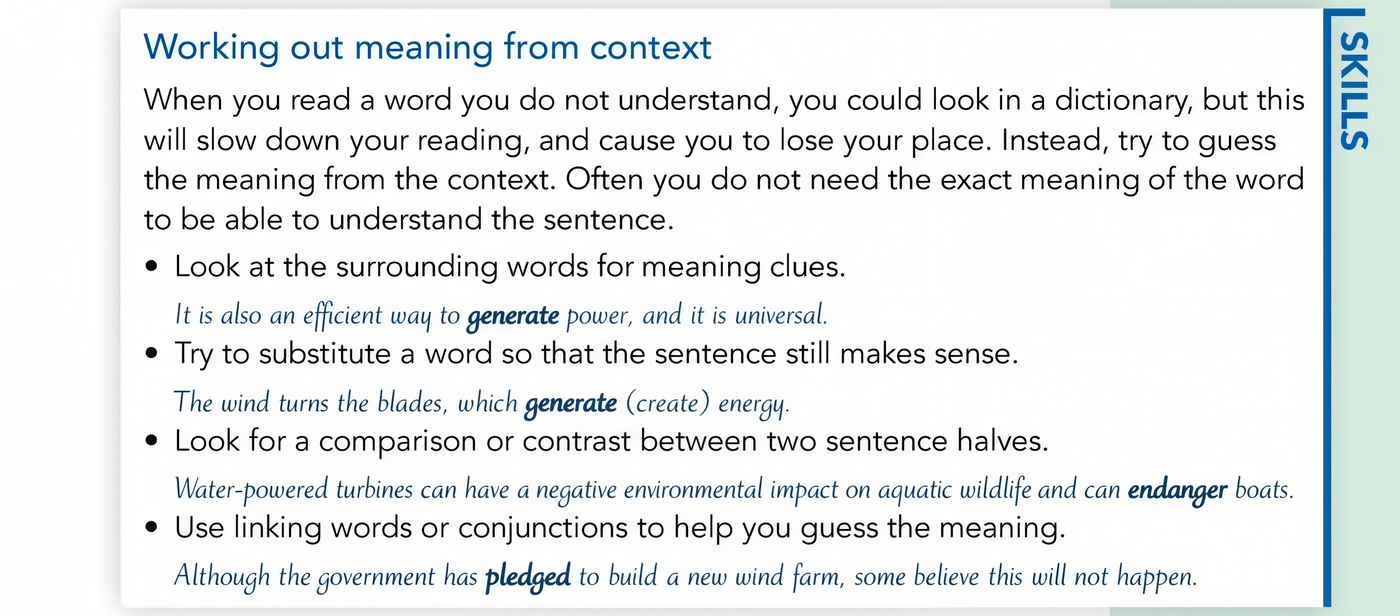 Working out meaning from context
When you read a word you do not understand, you could look in a dictionary, but this
will slow down your reading, and cause you to lose your place. Instead, try to guess
the meaning from the context. Often you do not need the exact meaning of the word
to be able to understand the sentence.
• Look at the surrounding words for meaning clues.
It is also an efficient way to generate power, and it is universal.
• Try to substitute a word so that the sentence still makes sense.
The wind turns the blades, which generate (create) energy.
• Look for a comparison or contrast between two sentence halves.
Water-powered turbines can have a negative environmental impact on aquatic wildlife and can endanger boats.
• Use linking words or conjunctions to help you guess the meaning.
Although the government has pledged to build a new wind farm, some believe this will not happen.
SKILLS